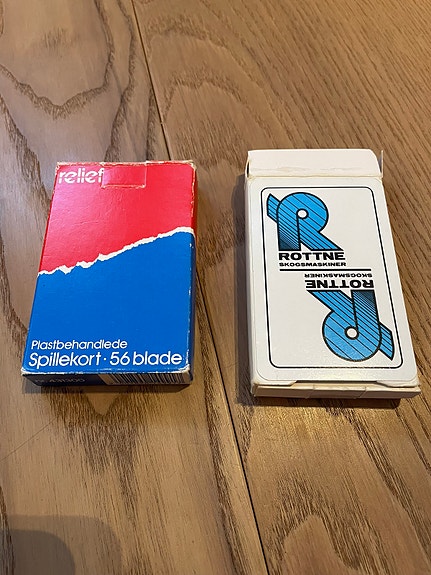 relief
Plastbehandlede
Spillekort · 56 blade
R
ROTTNE
SKOGSMASKINER
SKOGSMASKINER
ROTTNE
R